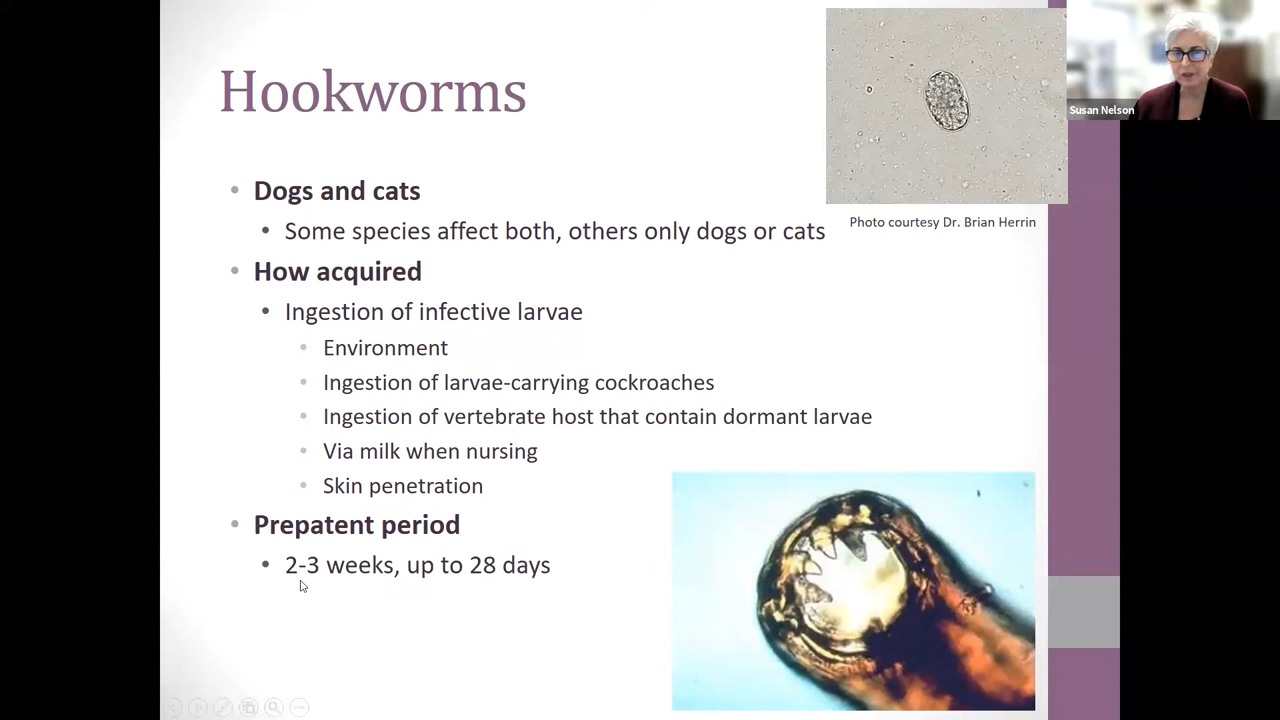 Hookworms
Susan Nelson
Photo courtesy Dr. Brian Herrin
Dogs and cats
Some species affect both, others only dogs or cats
How acquired
Ingestion of infective larvae
Environment
Ingestion of larvae-carrying cockroaches
Ingestion of vertebrate host that contain dormant larvae
Via milk when nursing
Skin penetration
Prepatent period
2-3 weeks, up to 28 days